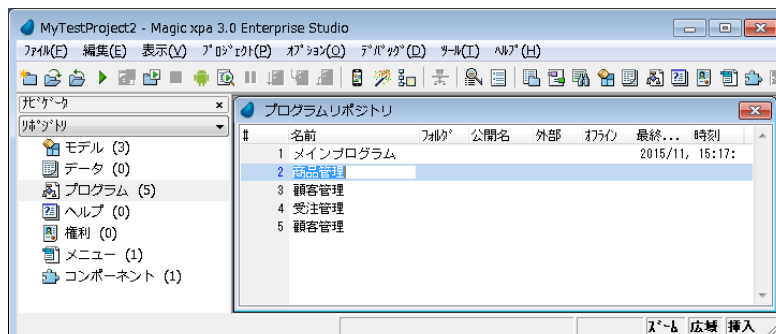 MyTestProject2 - Magic xpa 3.0 Enterprise Studio
ﾌｧｲﾙ(F) 編集(E) 表示(V) ﾌﾟﾛｼﾞｪｸﾄ(P) ｵﾌﾟｼｮﾝ(O) ﾃﾞﾊﾞｯｸﾞ(D) ﾂｰﾙ(T) ﾍﾙﾌﾟ(H)
ﾅﾋﾞｹﾞｰﾀ
ﾘﾎﾟｼﾞﾄﾘ
モデル (3)
データ (0)
プログラム (5)
ヘルプ (0)
権利 (0)
メニュー (1)
コンポーネント (1)
プログラムリポジトリ
# 名前 ﾌｫﾙﾀﾞ 公開名 外部 ｵﾌﾗｲﾝ 最終... 時刻
1 メインプログラム 2015/11, 15:17:
2 商品管理
3 顧客管理
4 受注管理
5 顧客管理
ｽﾞｰﾑ 広域 挿入